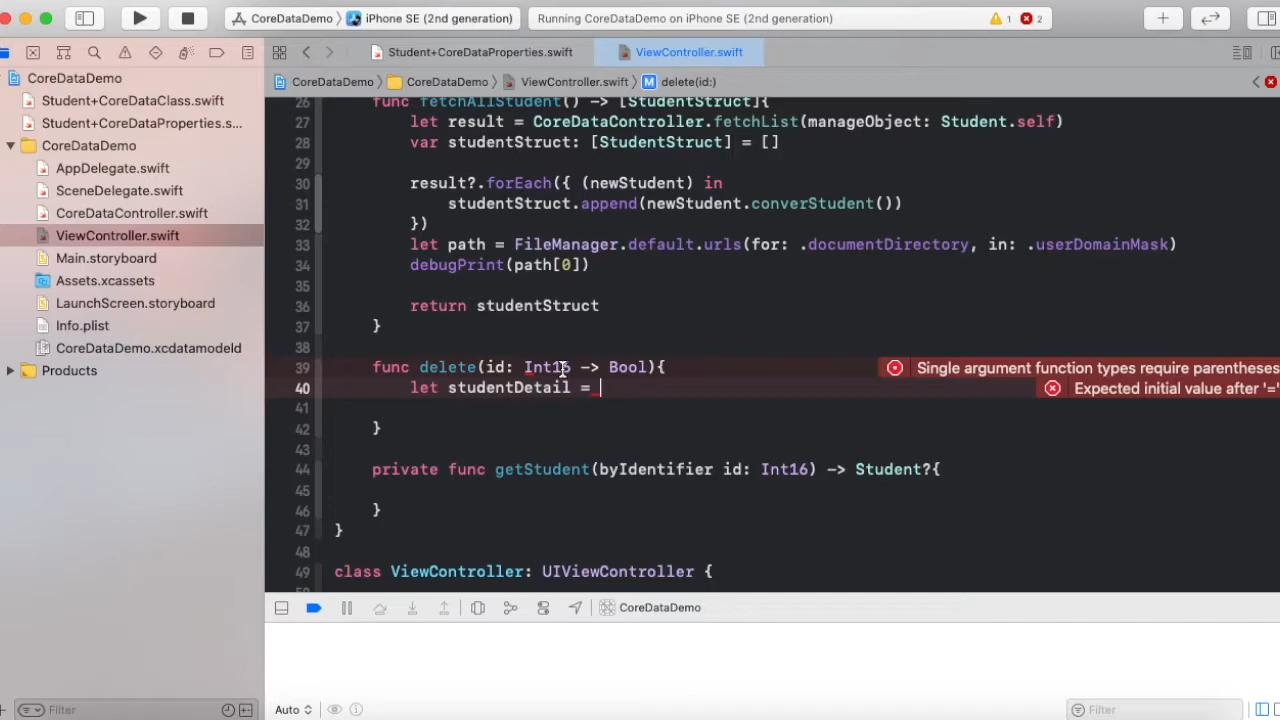 CoreDataDemo iPhone SE (2nd generation) Running CoreDataDemo on iPhone SE (2nd generation) 1 2
Student+CoreDataProperties.swift ViewController.swift
CoreDataDemo CoreDataDemo ViewController.swift M delete(id:)
CoreDataDemo
Student+CoreDataClass.swift
Student+CoreDataProperties.s...
CoreDataDemo
AppDelegate.swift
SceneDelegate.swift
CoreDataController.swift
ViewController.swift
Main.storyboard
Assets.xcassets
LaunchScreen.storyboard
Info.plist
CoreDataDemo.xcdatamodeld
Products
26 func fetchAllStudent() -> [StudentStruct]{
27 let result = CoreDataController.fetchList(manageObject: Student.self)
28 var studentStruct: [StudentStruct] = []
29
30 result?.forEach({ (newStudent) in
31 studentStruct.append(newStudent.converStudent())
32 })
33 let path = FileManager.default.urls(for: .documentDirectory, in: .userDomainMask)
34 debugPrint(path[0])
35
36 return studentStruct
37 }
38
39 func delete(id: Int16 -> Bool){ Single argument function types require parentheses
40 let studentDetail = Expected initial value after '='
41
42 }
43
44 private func getStudent(byIdentifier id: Int16) -> Student?{
45
46 }
47 }
48
49 class ViewController: UIViewController {
CoreDataDemo
Filter Auto Filter